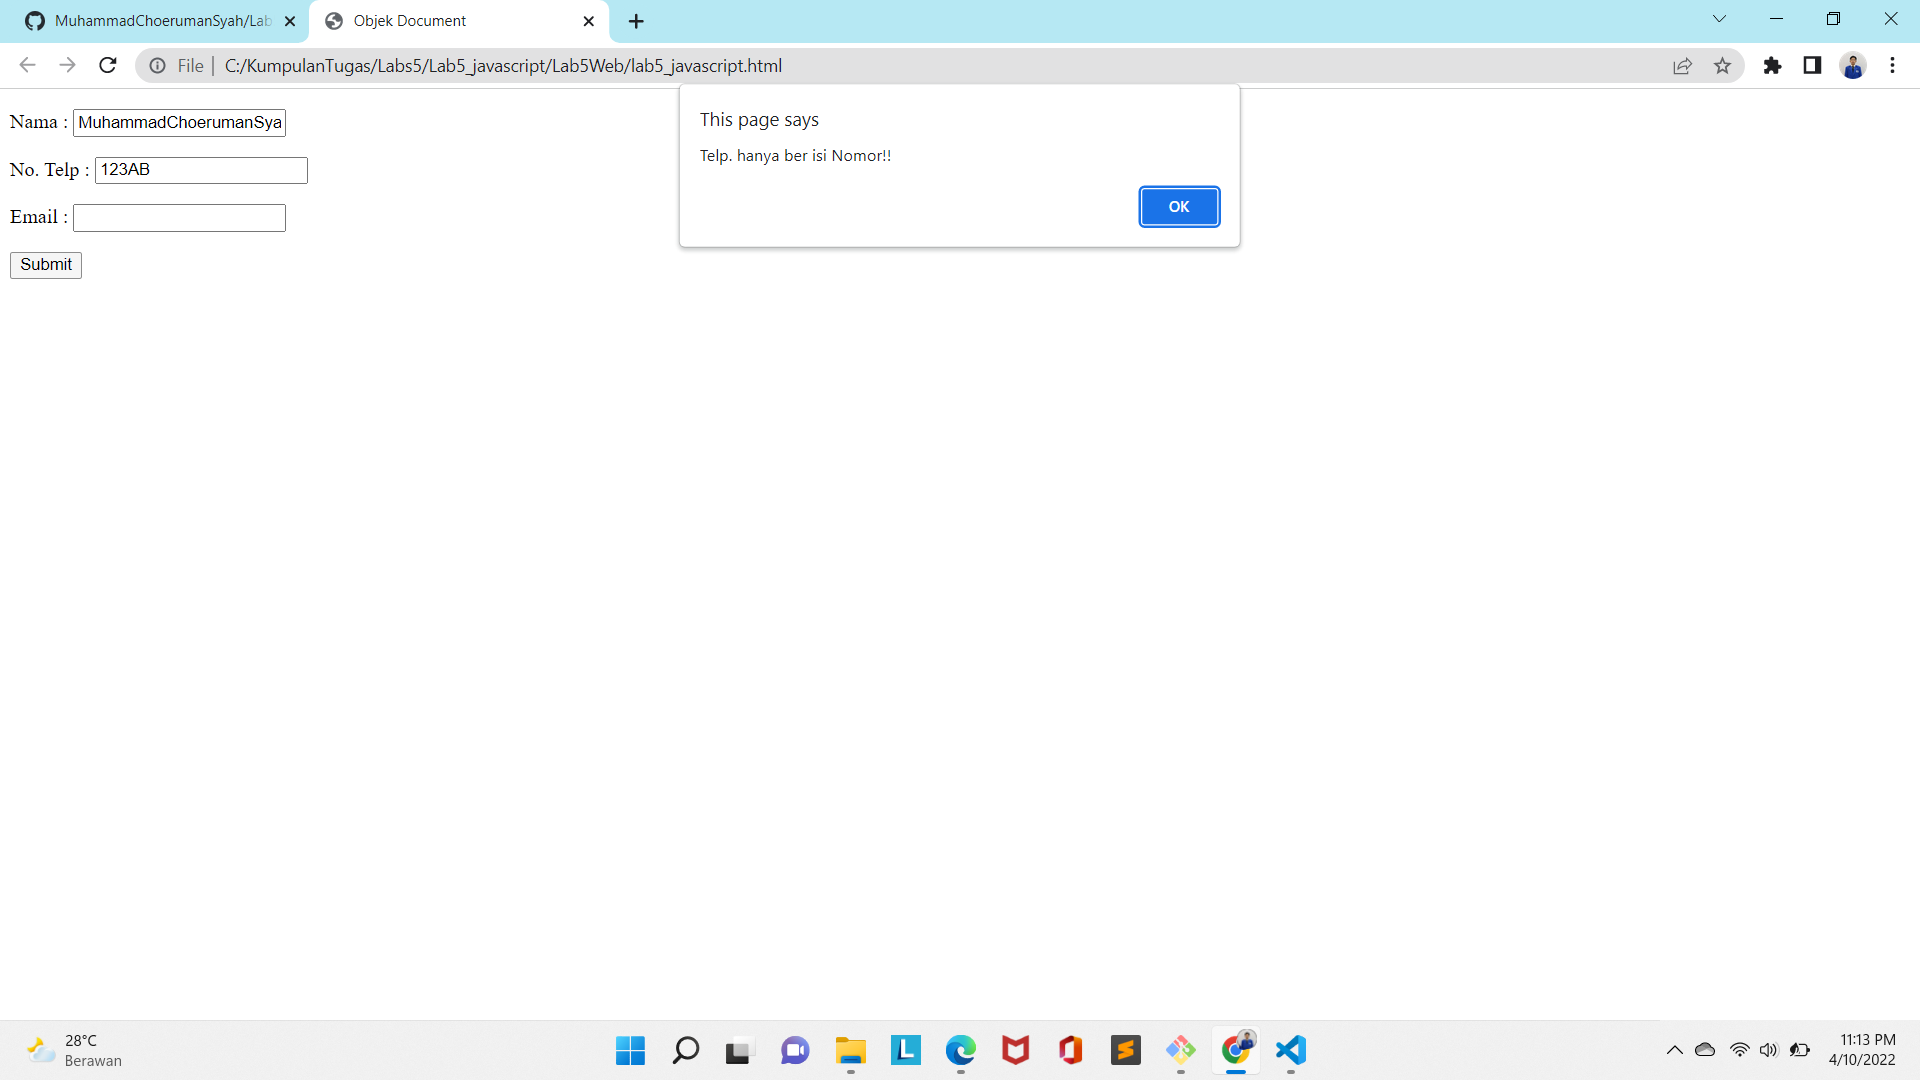 MuhammadChoerumanSyah/Lab
Objek Document
File | C:/KumpulanTugas/Labs5/Lab5_javascript/Lab5Web/lab5_javascript.html
Nama : MuhammadChoerumanSya
No. Telp : 123AB
Email :
Submit
This page says
Telp. hanya ber isi Nomor!!
OK
28°C
Berawan
11:13 PM
4/10/2022